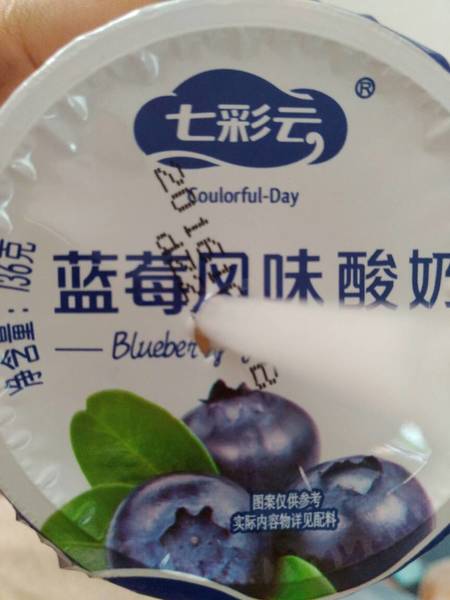 七彩云
®
Coulorful-Day
蓝莓风味酸奶
净含量：136克
图案仅供参考
实际内容物详见配料